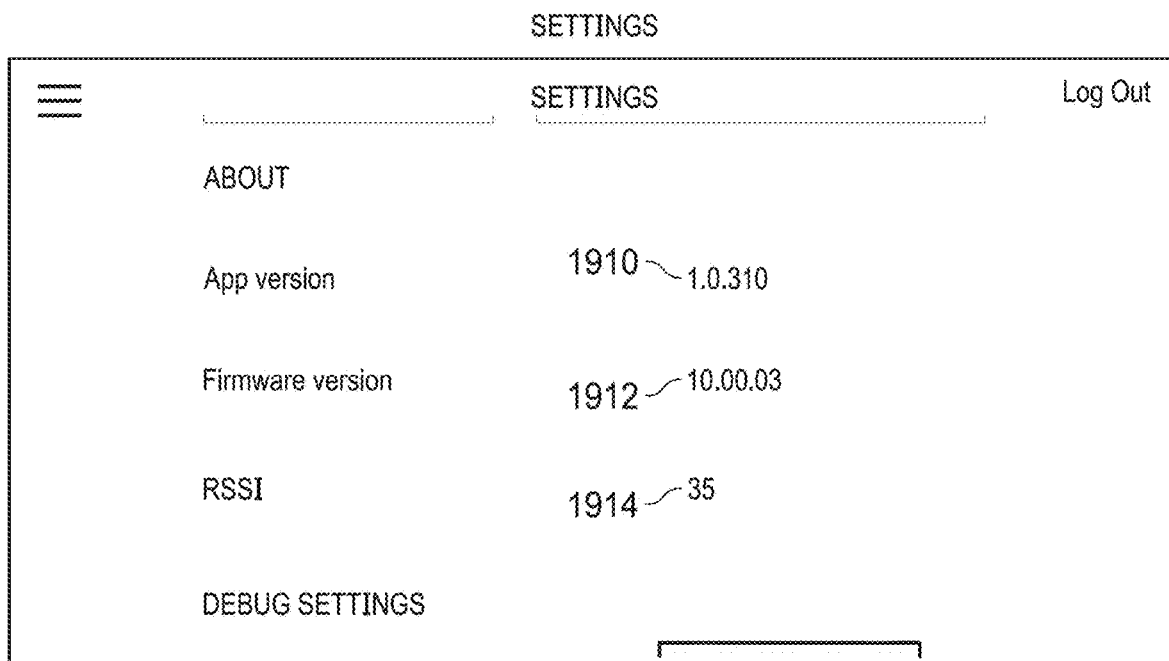 SETTINGS
SETTINGS
Log Out
ABOUT
App version 1910 1.0.310
Firmware version 1912 10.00.03
RSSI 1914 35
DEBUG SETTINGS